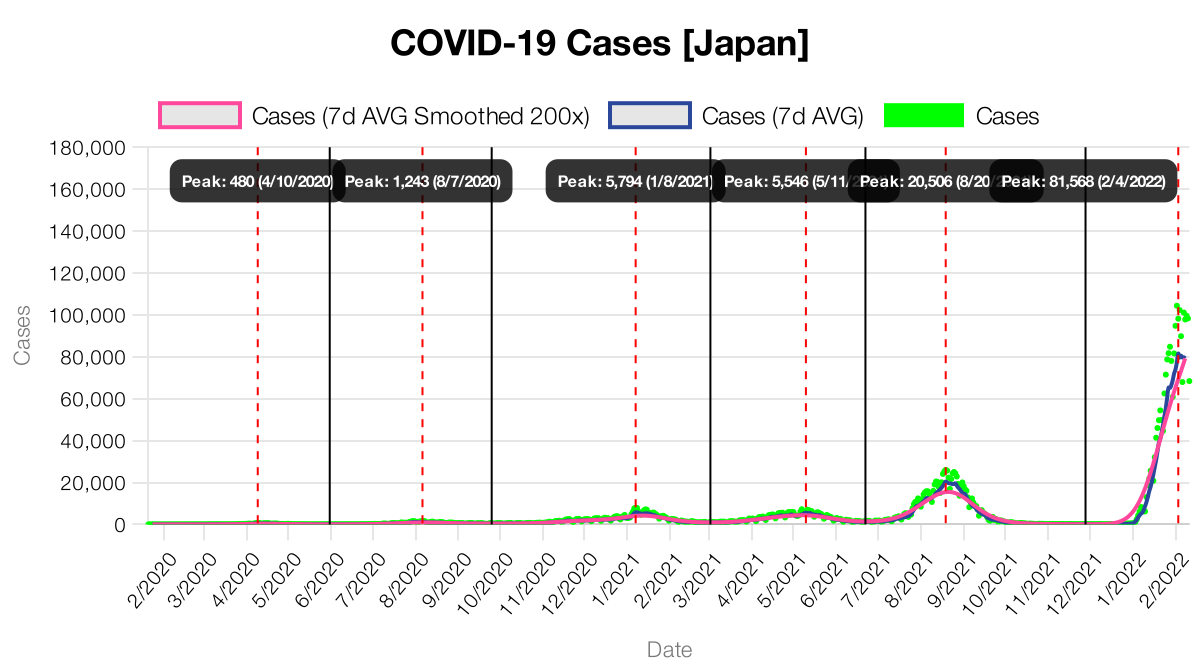 COVID-19 Cases [Japan]
Cases (7d AVG Smoothed 200x) Cases (7d AVG) Cases
180,000
160,000
140,000
120,000
100,000
80,000
60,000
40,000
20,000
0
Cases
Peak: 480 (4/10/2020) Peak: 1,243 (8/7/2020) Peak: 5,794 (1/8/2021) Peak: 5,546 (5/11/ Peak: 20,506 (8/20/ Peak: 81,568 (2/4/2022)
2/2020 3/2020 4/2020 5/2020 6/2020 7/2020 8/2020 9/2020 10/2020 11/2020 12/2020 1/2021 2/2021 3/2021 4/2021 5/2021 6/2021 7/2021 8/2021 9/2021 10/2021 11/2021 12/2021 1/2022 2/2022
Date